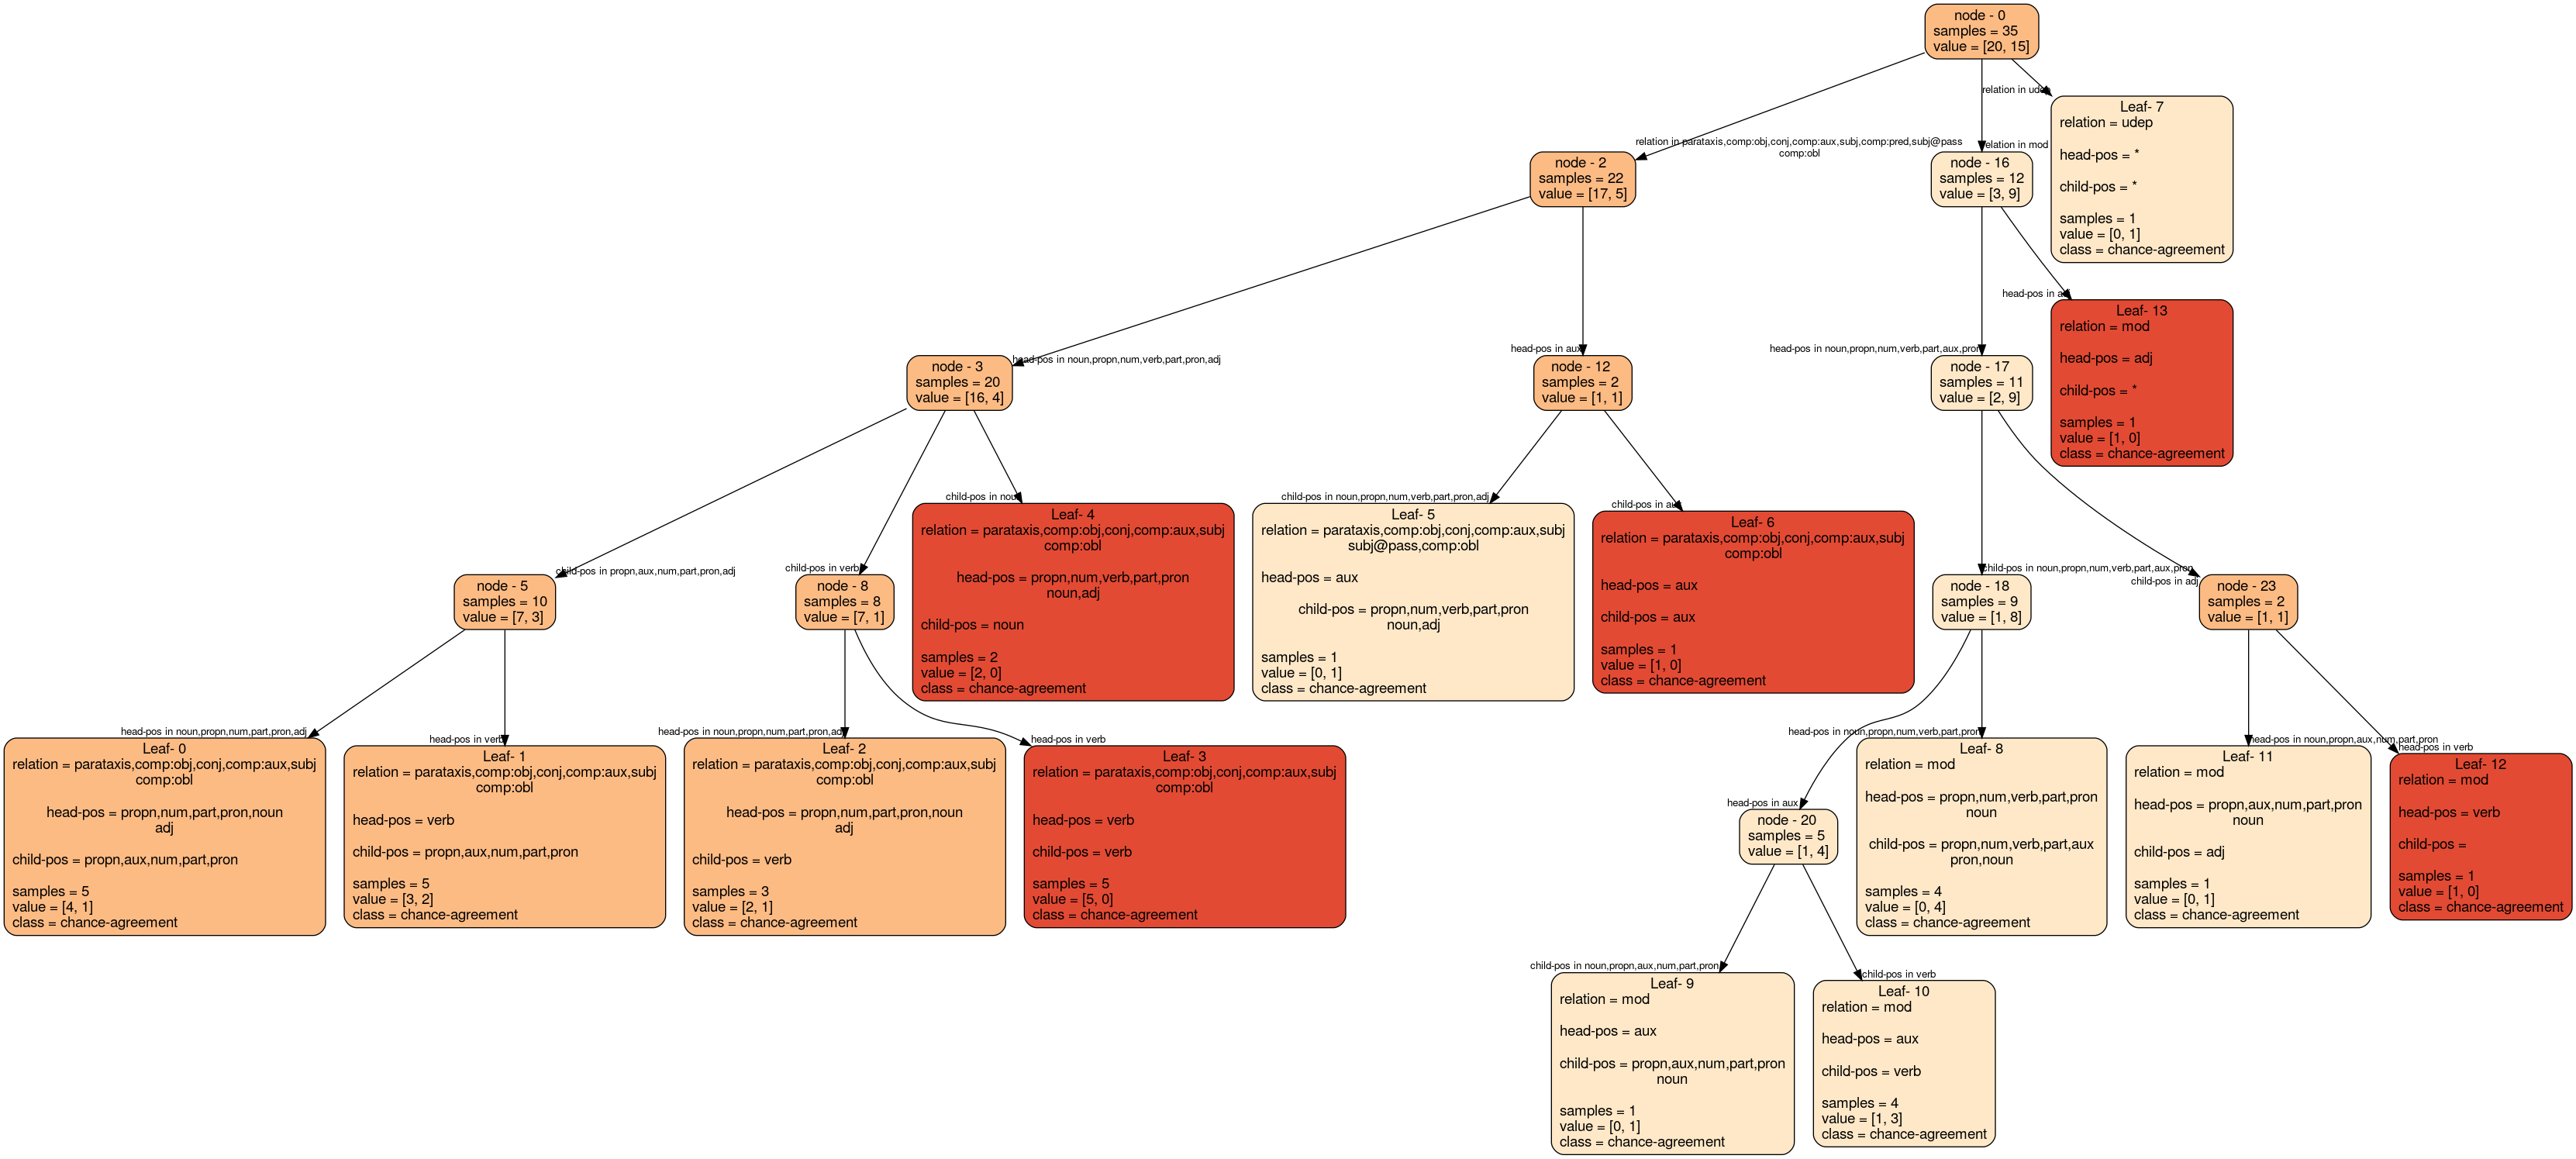 node - 0
samples = 35
value = [20, 15]
relation in udep
Leaf- 7
relation = udep
head-pos = *
child-pos = *
samples = 1
value = [0, 1]
class = chance-agreement
relation in parataxis,comp:obj,conj,comp:aux,subj,comp:pred,subj@pass
comp:obl
relation in mod
node - 2
samples = 22
value = [17, 5]
node - 16
samples = 12
value = [3, 9]
head-pos in adj
Leaf- 13
relation = mod
head-pos = adj
child-pos = *
samples = 1
value = [1, 0]
class = chance-agreement
head-pos in noun,propn,num,verb,part,pron,adj
node - 3
samples = 20
value = [16, 4]
head-pos in aux
node - 12
samples = 2
value = [1, 1]
head-pos in noun,propn,num,verb,part,aux,pron
node - 17
samples = 11
value = [2, 9]
child-pos in noun
Leaf- 4
relation = parataxis,comp:obj,conj,comp:aux,subj
comp:obl
head-pos = propn,num,verb,part,pron
noun,adj
child-pos = noun
samples = 2
value = [2, 0]
class = chance-agreement
child-pos in noun,propn,num,verb,part,pron,adj
Leaf- 5
relation = parataxis,comp:obj,conj,comp:aux,subj
subj@pass,comp:obl
head-pos = aux
child-pos = propn,num,verb,part,pron
noun,adj
samples = 1
value = [0, 1]
class = chance-agreement
child-pos in aux
Leaf- 6
relation = parataxis,comp:obj,conj,comp:aux,subj
comp:obl
head-pos = aux
child-pos = aux
samples = 1
value = [1, 0]
class = chance-agreement
child-pos in propn,aux,num,part,pron,adj
node - 5
samples = 10
value = [7, 3]
child-pos in verb
node - 8
samples = 8
value = [7, 1]
child-pos in noun,propn,num,verb,part,aux,pron
node - 18
samples = 9
value = [1, 8]
child-pos in adj
node - 23
samples = 2
value = [1, 1]
head-pos in noun,propn,num,part,pron,adj
Leaf- 0
relation = parataxis,comp:obj,conj,comp:aux,subj
comp:obl
head-pos = propn,num,part,pron,noun
adj
child-pos = propn,aux,num,part,pron
samples = 5
value = [4, 1]
class = chance-agreement
head-pos in verb
Leaf- 1
relation = parataxis,comp:obj,conj,comp:aux,subj
comp:obl
head-pos = verb
child-pos = propn,aux,num,part,pron
samples = 5
value = [3, 2]
class = chance-agreement
head-pos in noun,propn,num,part,pron,adj
Leaf- 2
relation = parataxis,comp:obj,conj,comp:aux,subj
comp:obl
head-pos = propn,num,part,pron,noun
adj
child-pos = verb
samples = 3
value = [2, 1]
class = chance-agreement
head-pos in verb
Leaf- 3
relation = parataxis,comp:obj,conj,comp:aux,subj
comp:obl
head-pos = verb
child-pos = verb
samples = 5
value = [5, 0]
class = chance-agreement
head-pos in aux
node - 20
samples = 5
value = [1, 4]
head-pos in noun,propn,num,verb,part,pron
Leaf- 8
relation = mod
head-pos = propn,num,verb,part,pron
noun
child-pos = propn,num,verb,part,aux
pron,noun
samples = 4
value = [0, 4]
class = chance-agreement
head-pos in noun,propn,aux,num,part,pron
Leaf- 11
relation = mod
head-pos = propn,aux,num,part,pron
noun
child-pos = adj
samples = 1
value = [0, 1]
class = chance-agreement
head-pos in verb
Leaf- 12
relation = mod
head-pos = verb
child-pos =
samples = 1
value = [1, 0]
class = chance-agreement
child-pos in noun,propn,aux,num,part,pron
Leaf- 9
relation = mod
head-pos = aux
child-pos = propn,aux,num,part,pron
noun
samples = 1
value = [0, 1]
class = chance-agreement
child-pos in verb
Leaf- 10
relation = mod
head-pos = aux
child-pos = verb
samples = 4
value = [1, 3]
class = chance-agreement